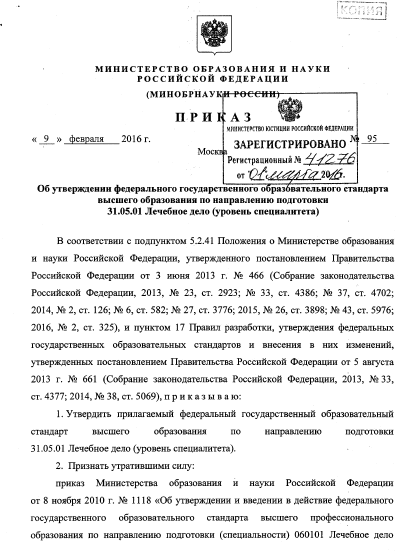 КОПИЯ
МИНИСТЕРСТВО ОБРАЗОВАНИЯ И НАУКИ
РОССИЙСКОЙ ФЕДЕРАЦИИ
(МИНОБРНАУКИ РОССИИ)
ПРИКАЗ
МИНИСТЕРСТВО ЮСТИЦИИ РОССИЙСКОЙ ФЕДЕРАЦИИ
« 9 » февраля 2016 г.
№ 95
ЗАРЕГИСТРИРОВАНО
Москва
Регистрационный № 41276
от 01 марта 2016.
Об утверждении федерального государственного образовательного стандарта
высшего образования по направлению подготовки
31.05.01 Лечебное дело (уровень специалитета)
В соответствии с подпунктом 5.2.41 Положения о Министерстве образования
и науки Российской Федерации, утвержденного постановлением Правительства
Российской Федерации от 3 июня 2013 г. № 466 (Собрание законодательства
Российской Федерации, 2013, № 23, ст. 2923; № 33, ст. 4386; № 37, ст. 4702;
2014, № 2, ст. 126; № 6, ст. 582; № 27, ст. 3776; 2015, № 26, ст. 3898; № 43, ст. 5976;
2016, № 2, ст. 325), и пунктом 17 Правил разработки, утверждения федеральных
государственных образовательных стандартов и внесения в них изменений,
утвержденных постановлением Правительства Российской Федерации от 5 августа
2013 г. № 661 (Собрание законодательства Российской Федерации, 2013, № 33,
ст. 4377; 2014, № 38, ст. 5069), п р и к а з ы в а ю:
1. Утвердить прилагаемый федеральный государственный образовательный
стандарт высшего образования по направлению подготовки
31.05.01 Лечебное дело (уровень специалитета).
2. Признать утратившими силу:
приказ Министерства образования и науки Российской Федерации
от 8 ноября 2010 г. № 1118 «Об утверждении и введении в действие федерального
государственного образовательного стандарта высшего профессионального
образования по направлению подготовки (специальности) 060101 Лечебное дело